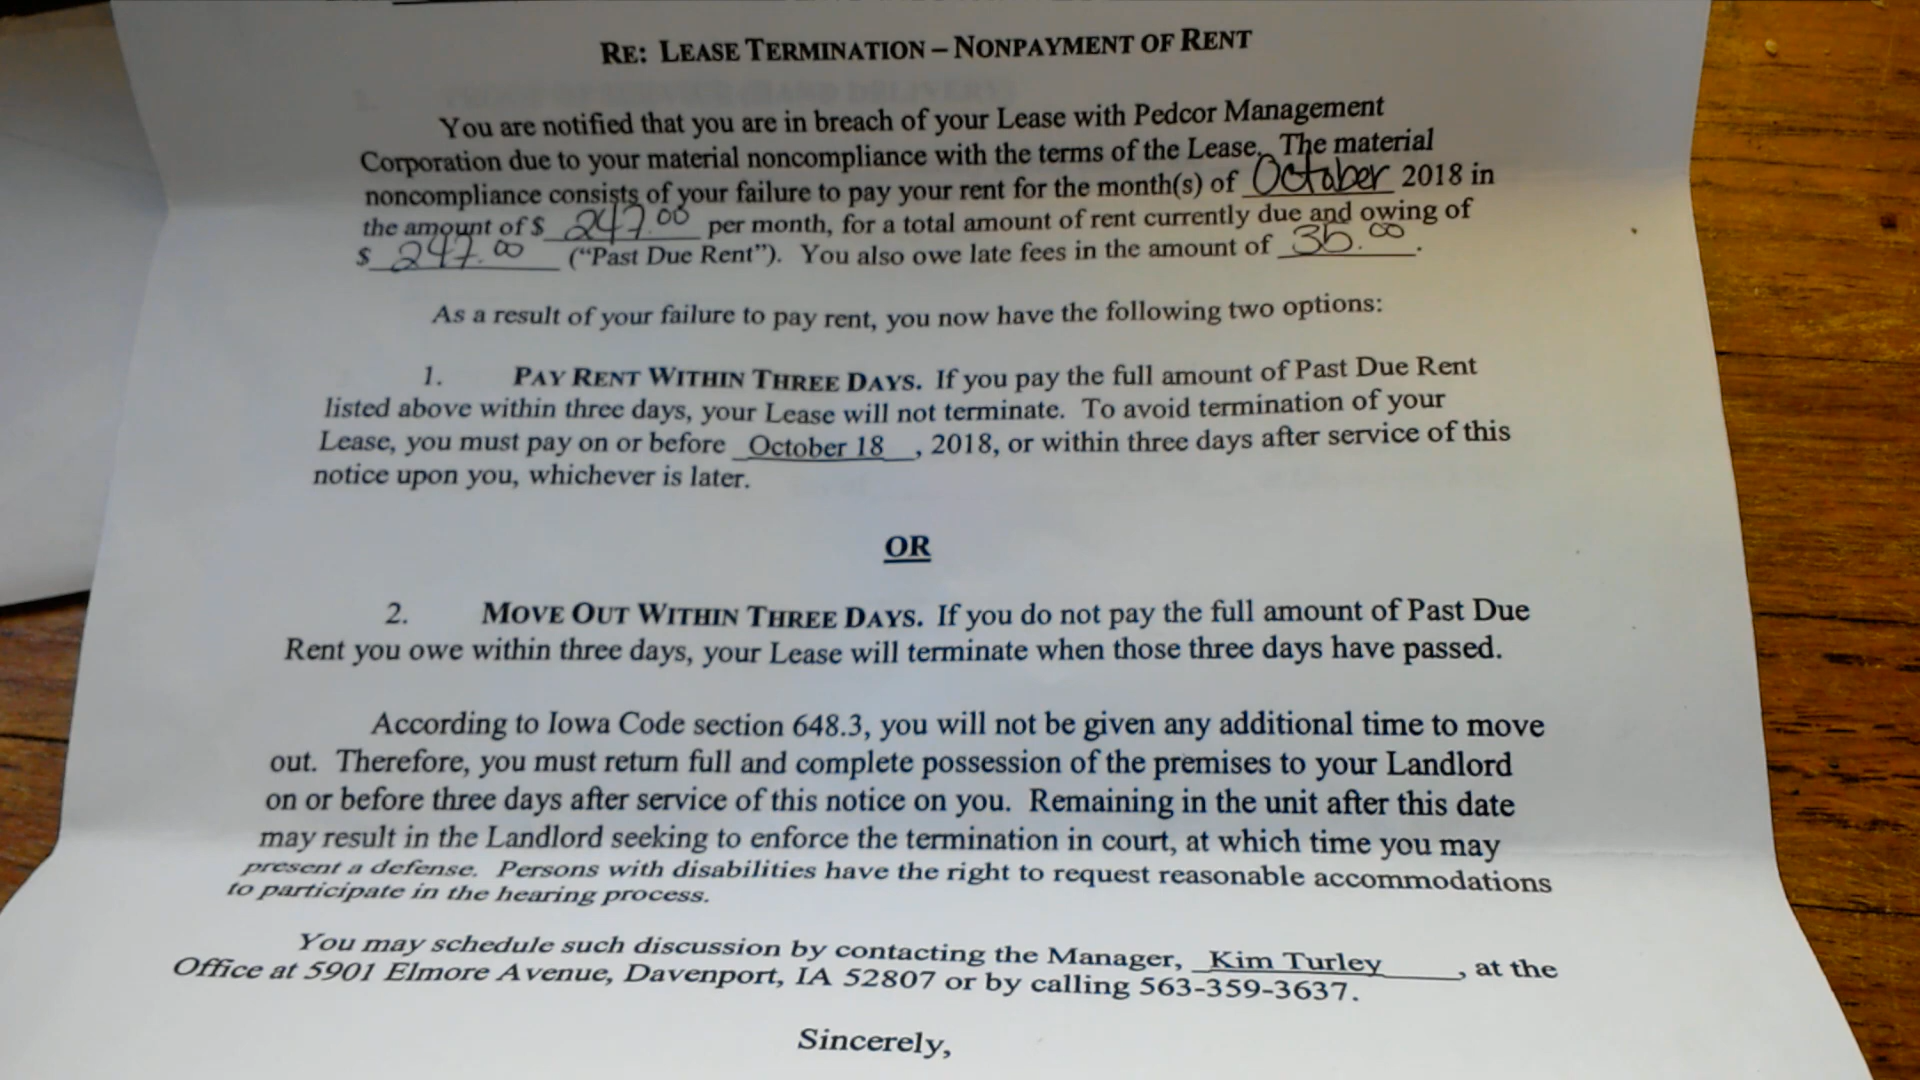 RE: LEASE TERMINATION – NONPAYMENT OF RENT
You are notified that you are in breach of your Lease with Pedcor Management
Corporation due to your material noncompliance with the terms of the Lease. The material
noncompliance consists of your failure to pay your rent for the month(s) of October 2018 in
the amount of $ 247.00 per month, for a total amount of rent currently due and owing of
$ 247.00 ("Past Due Rent"). You also owe late fees in the amount of .
As a result of your failure to pay rent, you now have the following two options:
1. PAY RENT WITHIN THREE DAYS. If you pay the full amount of Past Due Rent
listed above within three days, your Lease will not terminate. To avoid termination of your
Lease, you must pay on or before October 18, 2018, or within three days after service of this
notice upon you, whichever is later.
OR
2. MOVE OUT WITHIN THREE DAYS. If you do not pay the full amount of Past Due
Rent you owe within three days, your Lease will terminate when those three days have passed.
According to Iowa Code section 648.3, you will not be given any additional time to move
out. Therefore, you must return full and complete possession of the premises to your Landlord
on or before three days after service of this notice on you. Remaining in the unit after this date
may result in the Landlord seeking to enforce the termination in court, at which time you may
present a defense. Persons with disabilities have the right to request reasonable accommodations
to participate in the hearing process.
You may schedule such discussion by contacting the Manager, Kim Turley, at the
Office at 5901 Elmore Avenue, Davenport, IA 52807 or by calling 563-359-3637.
Sincerely,